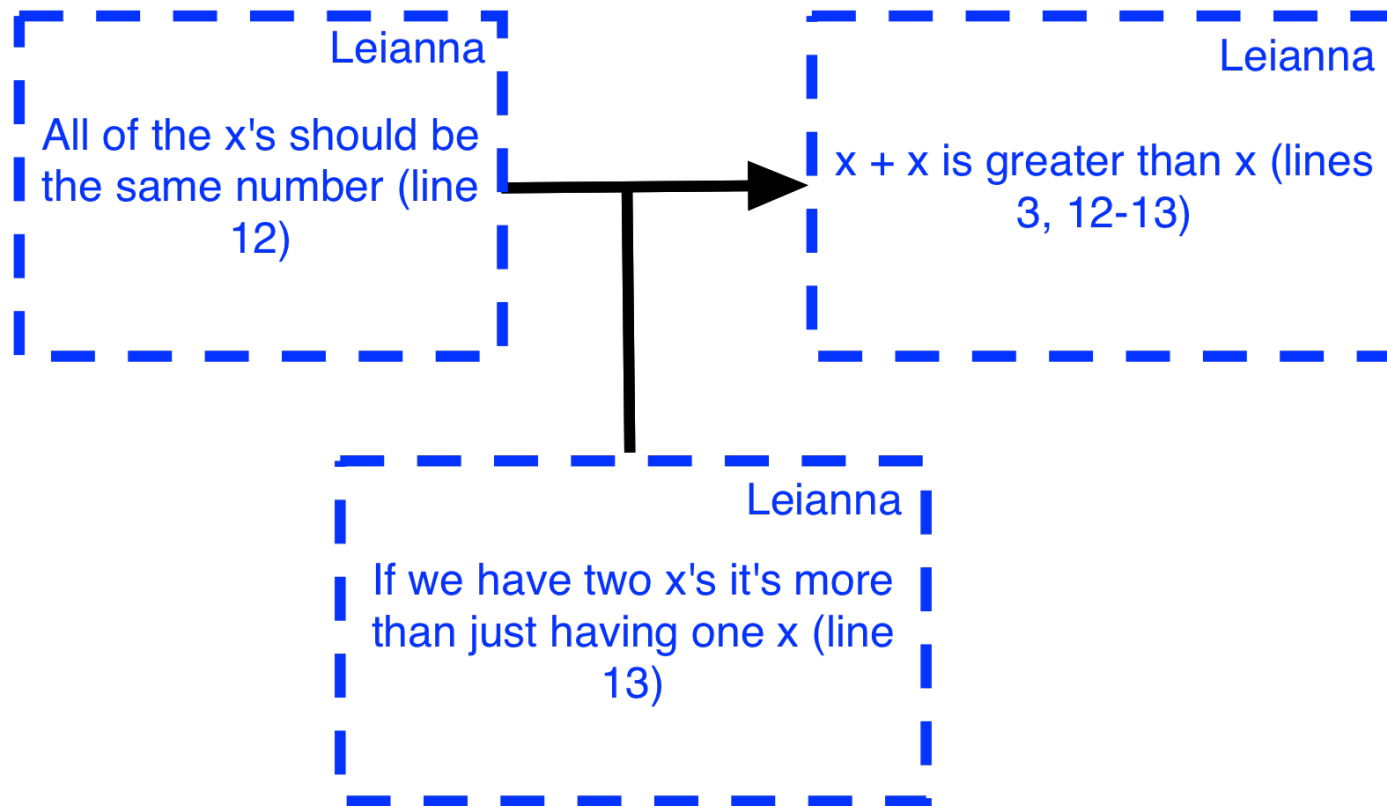 Leianna
All of the x's should be
the same number (line
12)
Leianna
x + x is greater than x (lines
3, 12-13)
Leianna
If we have two x's it's more
than just having one x (line
13)